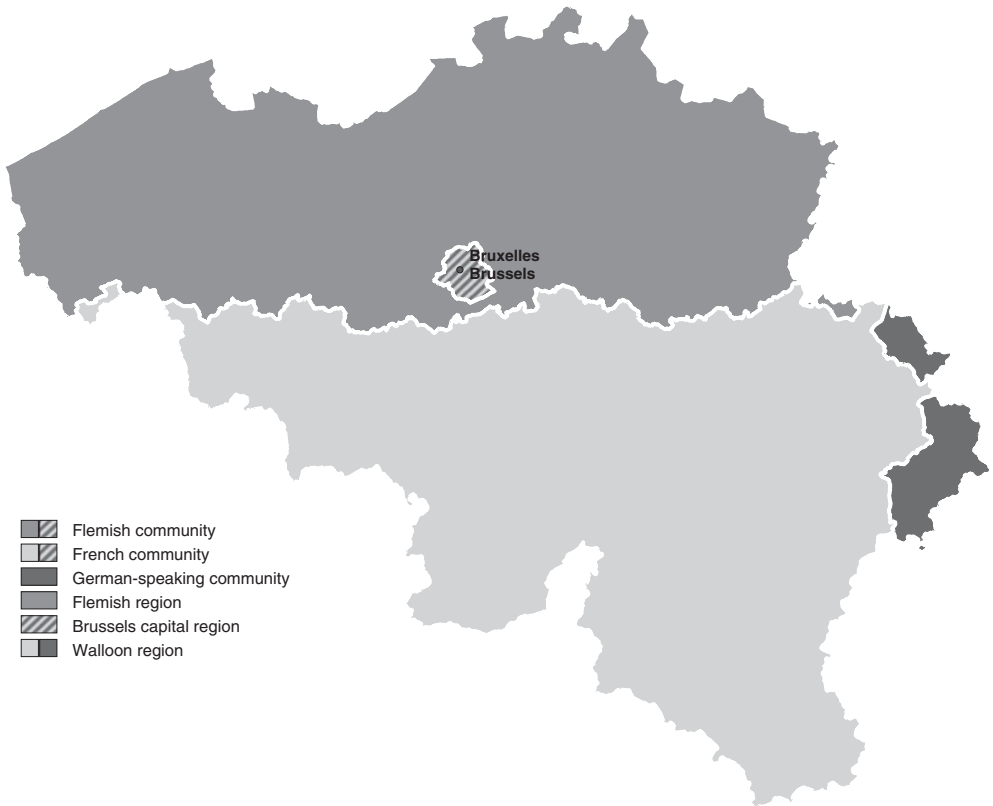 Bruxelles
Brussels
Flemish community
French community
German-speaking community
Flemish region
Brussels capital region
Walloon region